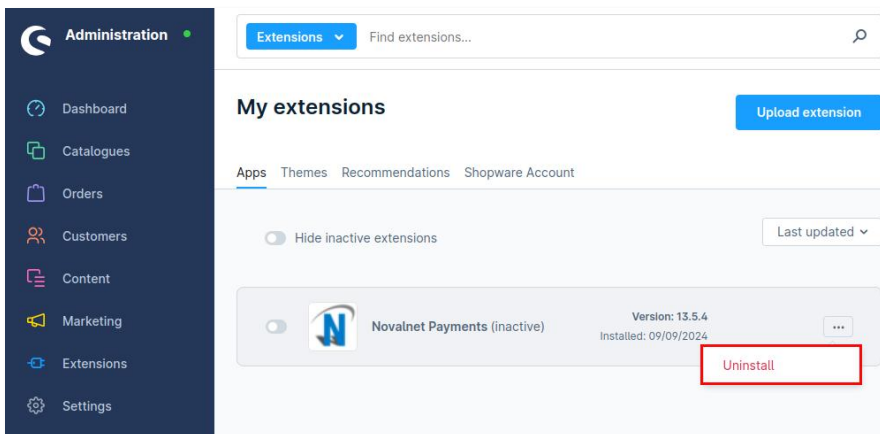 Administration
Extensions
Find extensions...
Dashboard
Catalogues
Orders
Customers
Content
Marketing
Extensions
Settings
My extensions
Upload extension
Apps Themes Recommendations Shopware Account
Hide inactive extensions
Last updated
Novalnet Payments (inactive)
Version: 13.5.4
Installed: 09/09/2024
Uninstall